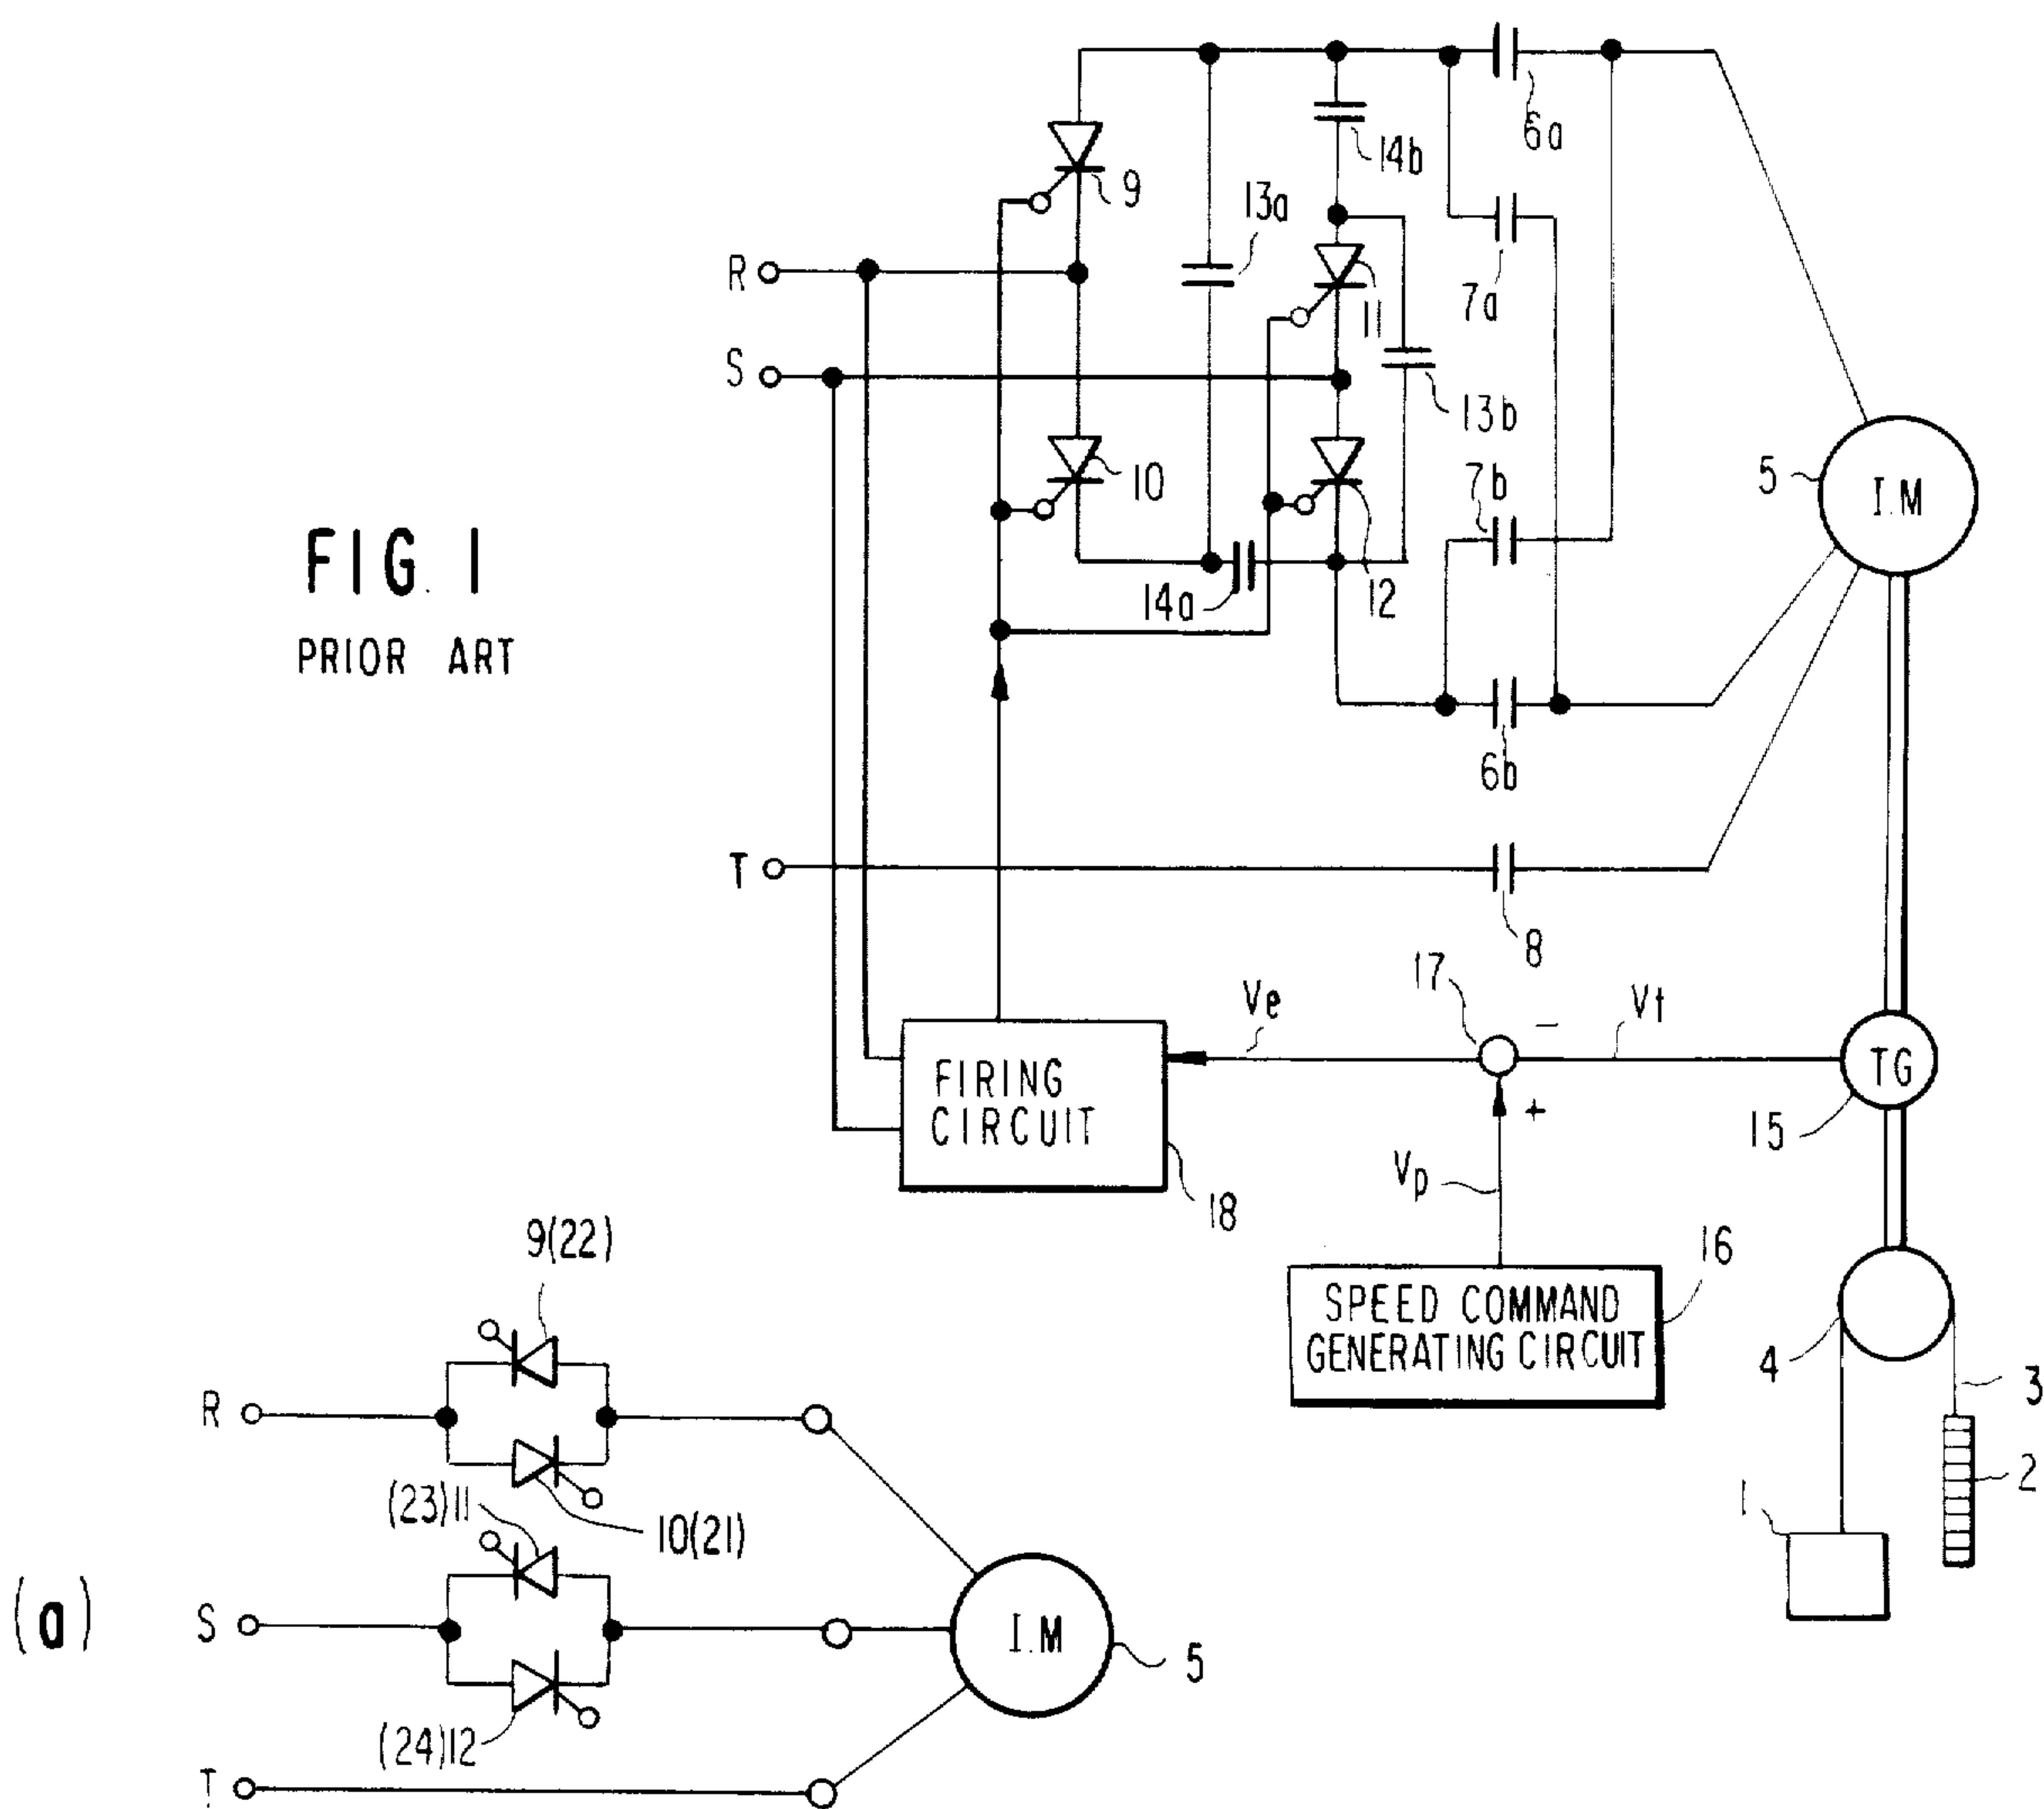 6a
14b
9
13a
R
7a
11
S
13b
5
I.M
7b
10
FIG. 1
12
14a
PRIOR ART
6b
T
8
17
Ve
−
Vt
TG
FIRING
CIRCUIT
+
15
Vp
18
9(22)
16
SPEED COMMAND
GENERATING CIRCUIT
4
3
R
2
(23)11
1
10(21)
(a)
S
I.M
5
(24)12
T